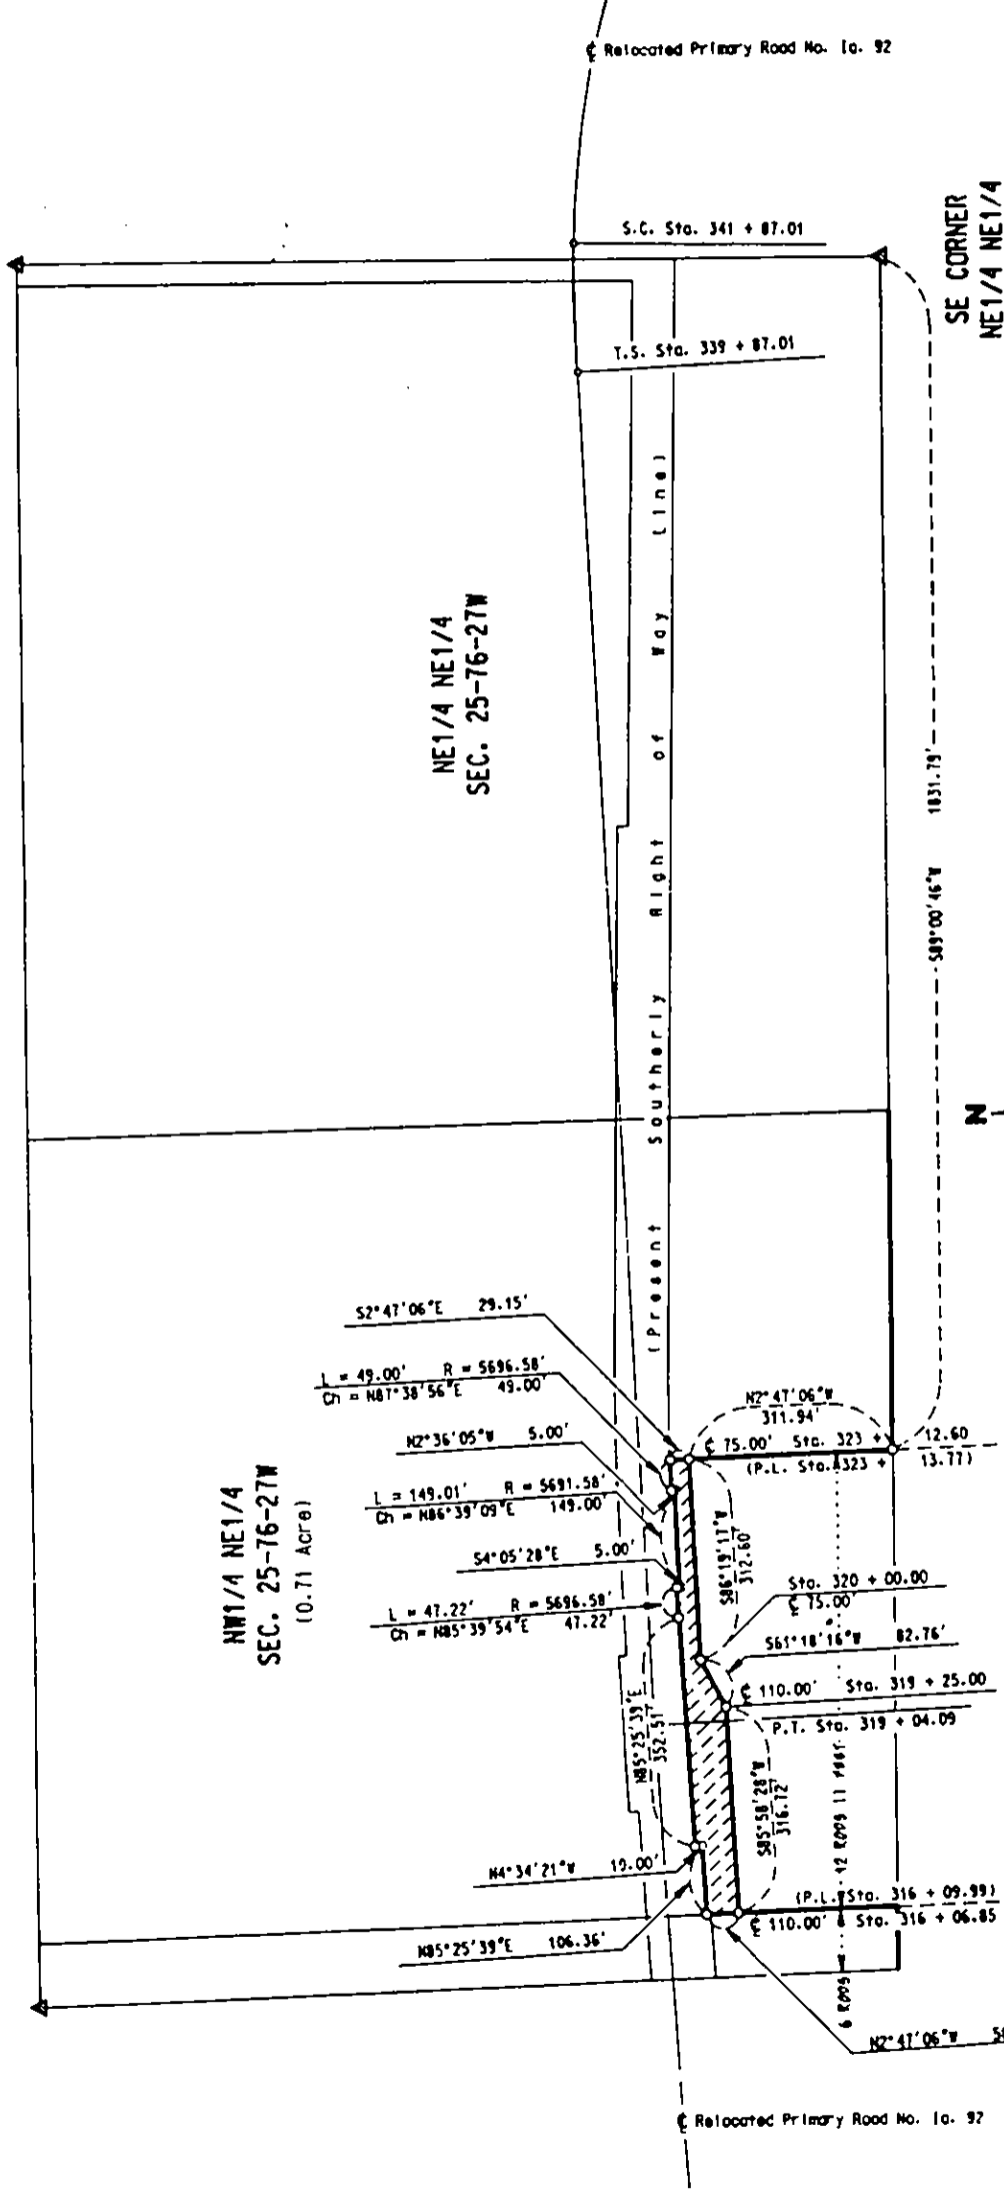 ℄ Relocated Primary Road No. Ia. 92
S.C. Sta. 341 + 87.01
SE CORNER
NE1/4 NE1/4
T.S. Sta. 339 + 87.01
NE1/4 NE1/4
SEC. 25-76-27W
(Present Southerly Right of Way Line)
S89°00'46"W 1831.79'
N
S2°47'06"E 29.15'
L = 49.00' R = 5696.58'
Ch = N87°38'56"E 49.00'
N2°36'05"W 5.00'
L = 149.01' R = 5691.58'
Ch = N86°39'09"E 149.00'
S4°05'28"E 5.00'
L = 47.22' R = 5696.58'
Ch = N85°39'54"E 47.22'
NW1/4 NE1/4
SEC. 25-76-27W
(0.71 Acre)
N2°47'06"W
311.94'
℄ 75.00' Sta. 323 + 12.60
(P.L. Sta. 323 + 13.77)
S86°19'17"W
312.60'
Sta. 320 + 00.00
℄ 75.00'
S61°18'16"W 82.76'
℄ 110.00' Sta. 319 + 25.00
P.T. Sta. 319 + 04.09
N85°25'39"E
352.51'
S85°58'28"W
316.72'
42 RODS 11 FEET
N4°34'21"W 19.00'
(P.L. Sta. 316 + 09.99)
℄ 110.00' Sta. 316 + 06.85
N85°25'39"E 106.36'
6 RODS
N2°47'06"W
℄ Relocated Primary Road No. Ia. 92